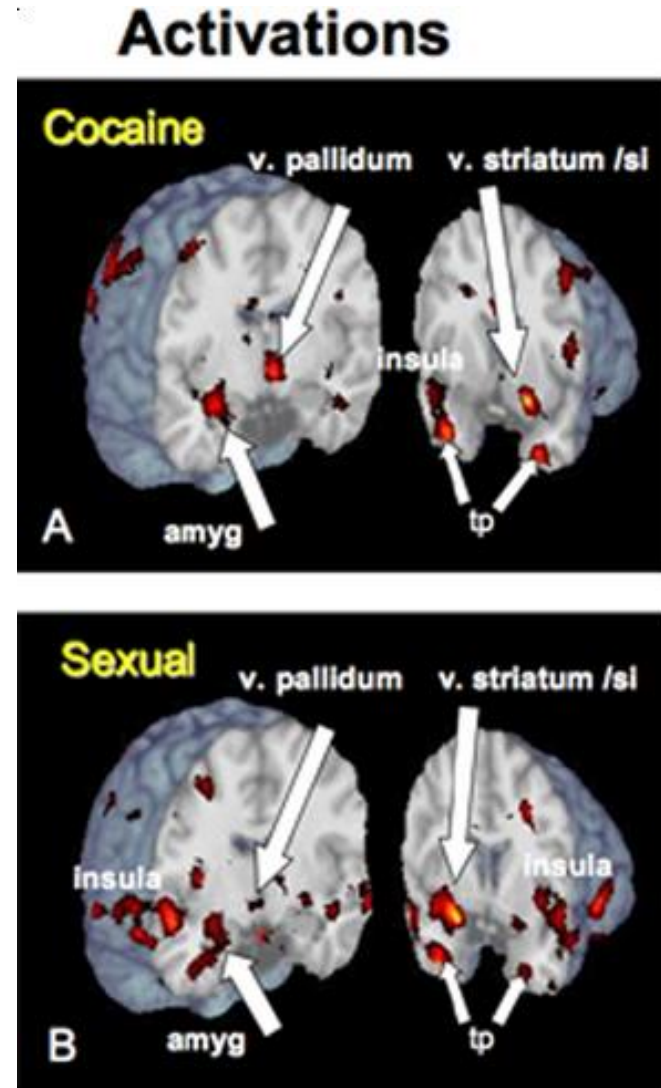 Activations
Cocaine
v. pallidum v. striatum /si
insula
A
amyg
tp
Sexual
v. pallidum v. striatum /si
insula insula
B
amyg
tp